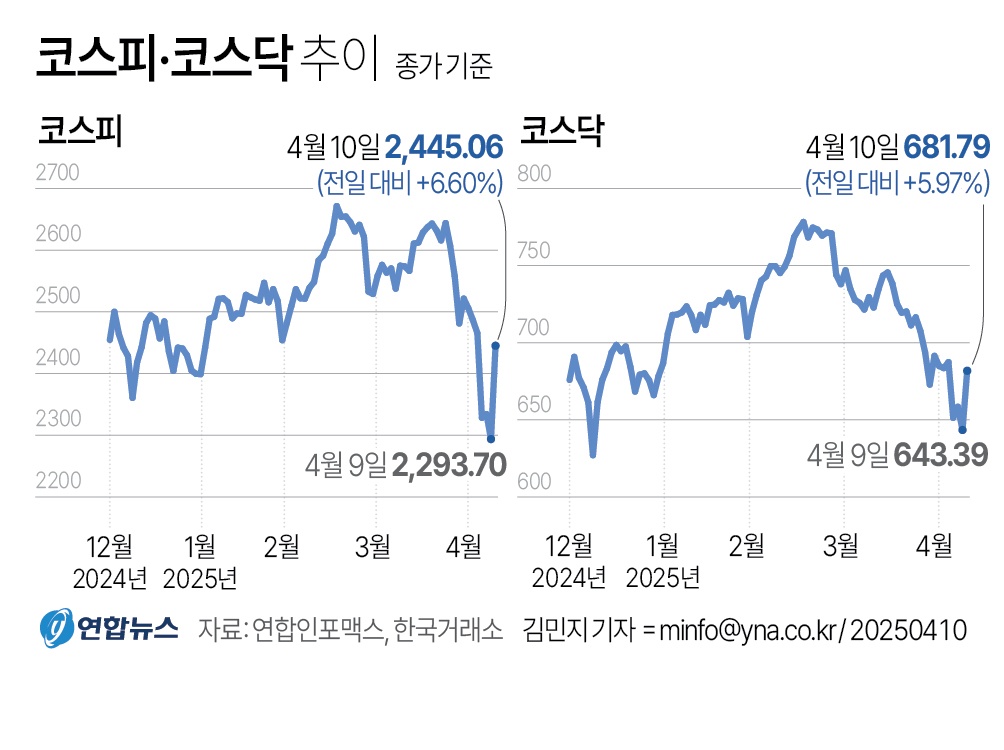 코스피·코스닥 추이 종가 기준
코스피
4월 10일 2,445.06
(전일 대비 +6.60%)
2700
2600
2500
2400
2300
2200
4월 9일 2,293.70
12월 1월 2월 3월 4월
2024년 2025년
코스닥
4월 10일 681.79
(전일 대비 +5.97%)
800
750
700
650
600
4월 9일 643.39
12월 1월 2월 3월 4월
2024년 2025년
연합뉴스 자료: 연합인포맥스, 한국거래소 김민지 기자 = minfo@yna.co.kr / 20250410